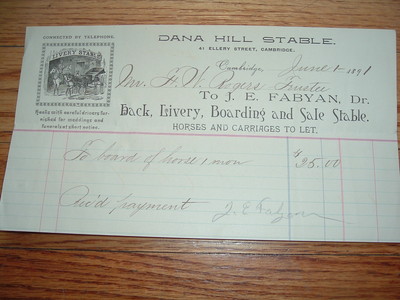 CONNECTED BY TELEPHONE.
DANA HILL STABLE.
41 ELLERY STREET, CAMBRIDGE.
LIVERY STABLE
Cambridge, June 1 1891
Mr. F. W. Rogers Trustee
To J. E. FABYAN, Dr.
Hacks with careful drivers fur-
nished for weddings and
funerals at short notice.
Hack, Livery, Boarding and Sale Stable.
HORSES AND CARRIAGES TO LET.
To board of horse 1 mon $25.00
Rec'd payment J. E. Fabyan